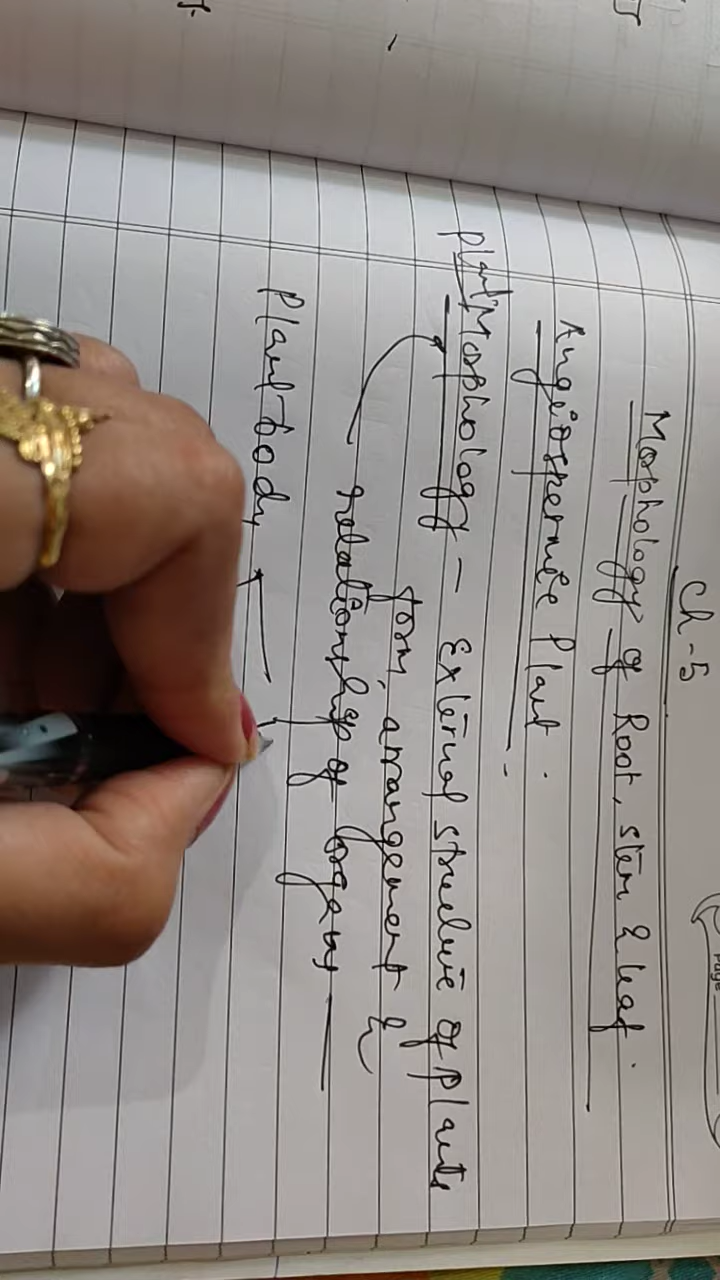 Page
Ch-5
Morphology of Root, Stem & Leaf.
Angiospermic Plant.
Plant Morphology - External structure of plants
form, arrangement &
relationship of organs
Plant body